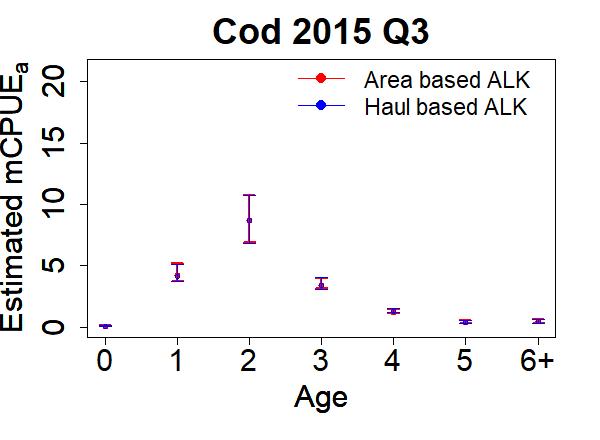 Cod 2015 Q3
Area based ALK
Haul based ALK
Estimated mCPUEa
20
15
10
5
0
0 1 2 3 4 5 6+
Age